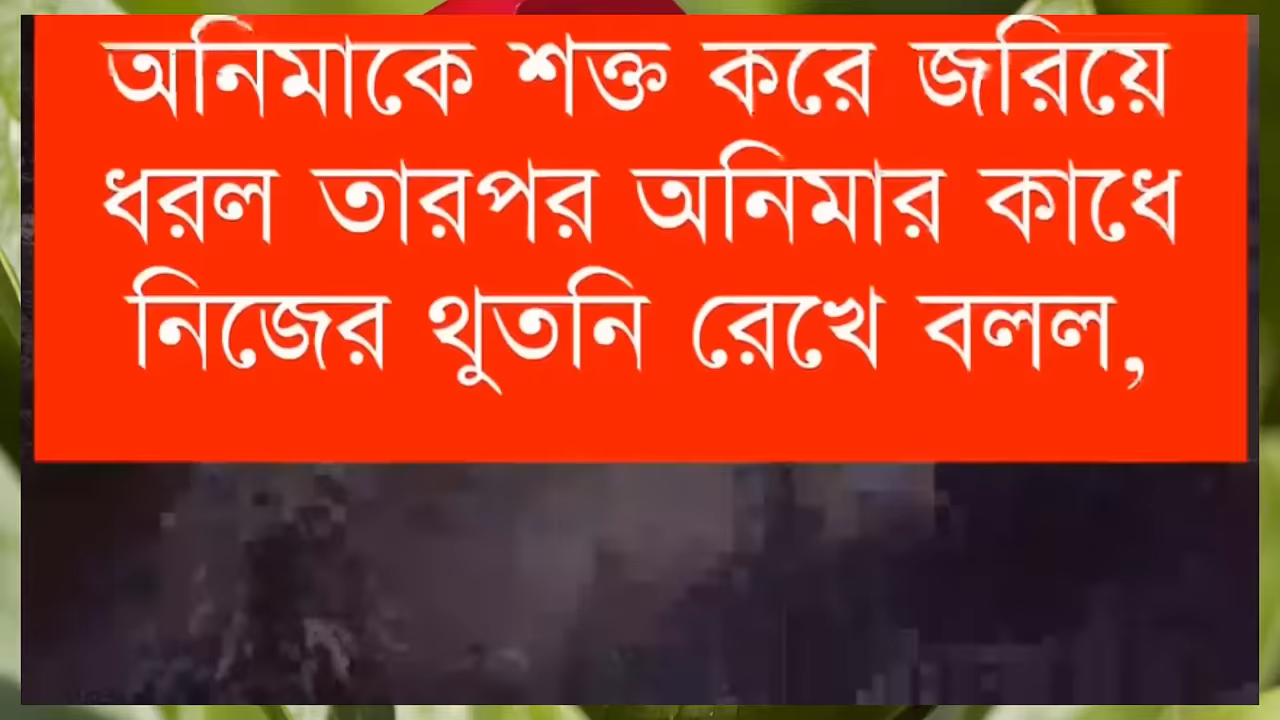 অনিমাকে শক্ত করে জরিয়ে
ধরল তারপর অনিমার কাধে
নিজের থুতনি রেখে বলল,